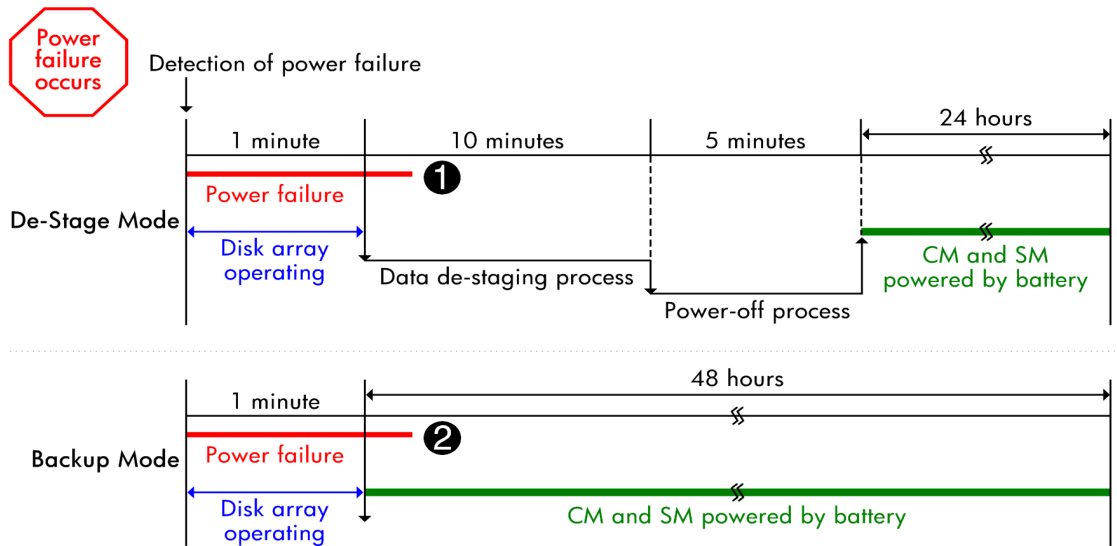 Power
failure
occurs
Detection of power failure
1 minute
10 minutes
5 minutes
24 hours
1
Power failure
De-Stage Mode
Disk array
operating
Data de-staging process
Power-off process
CM and SM
powered by battery
48 hours
1 minute
2
Power failure
Backup Mode
Disk array
operating
CM and SM powered by battery